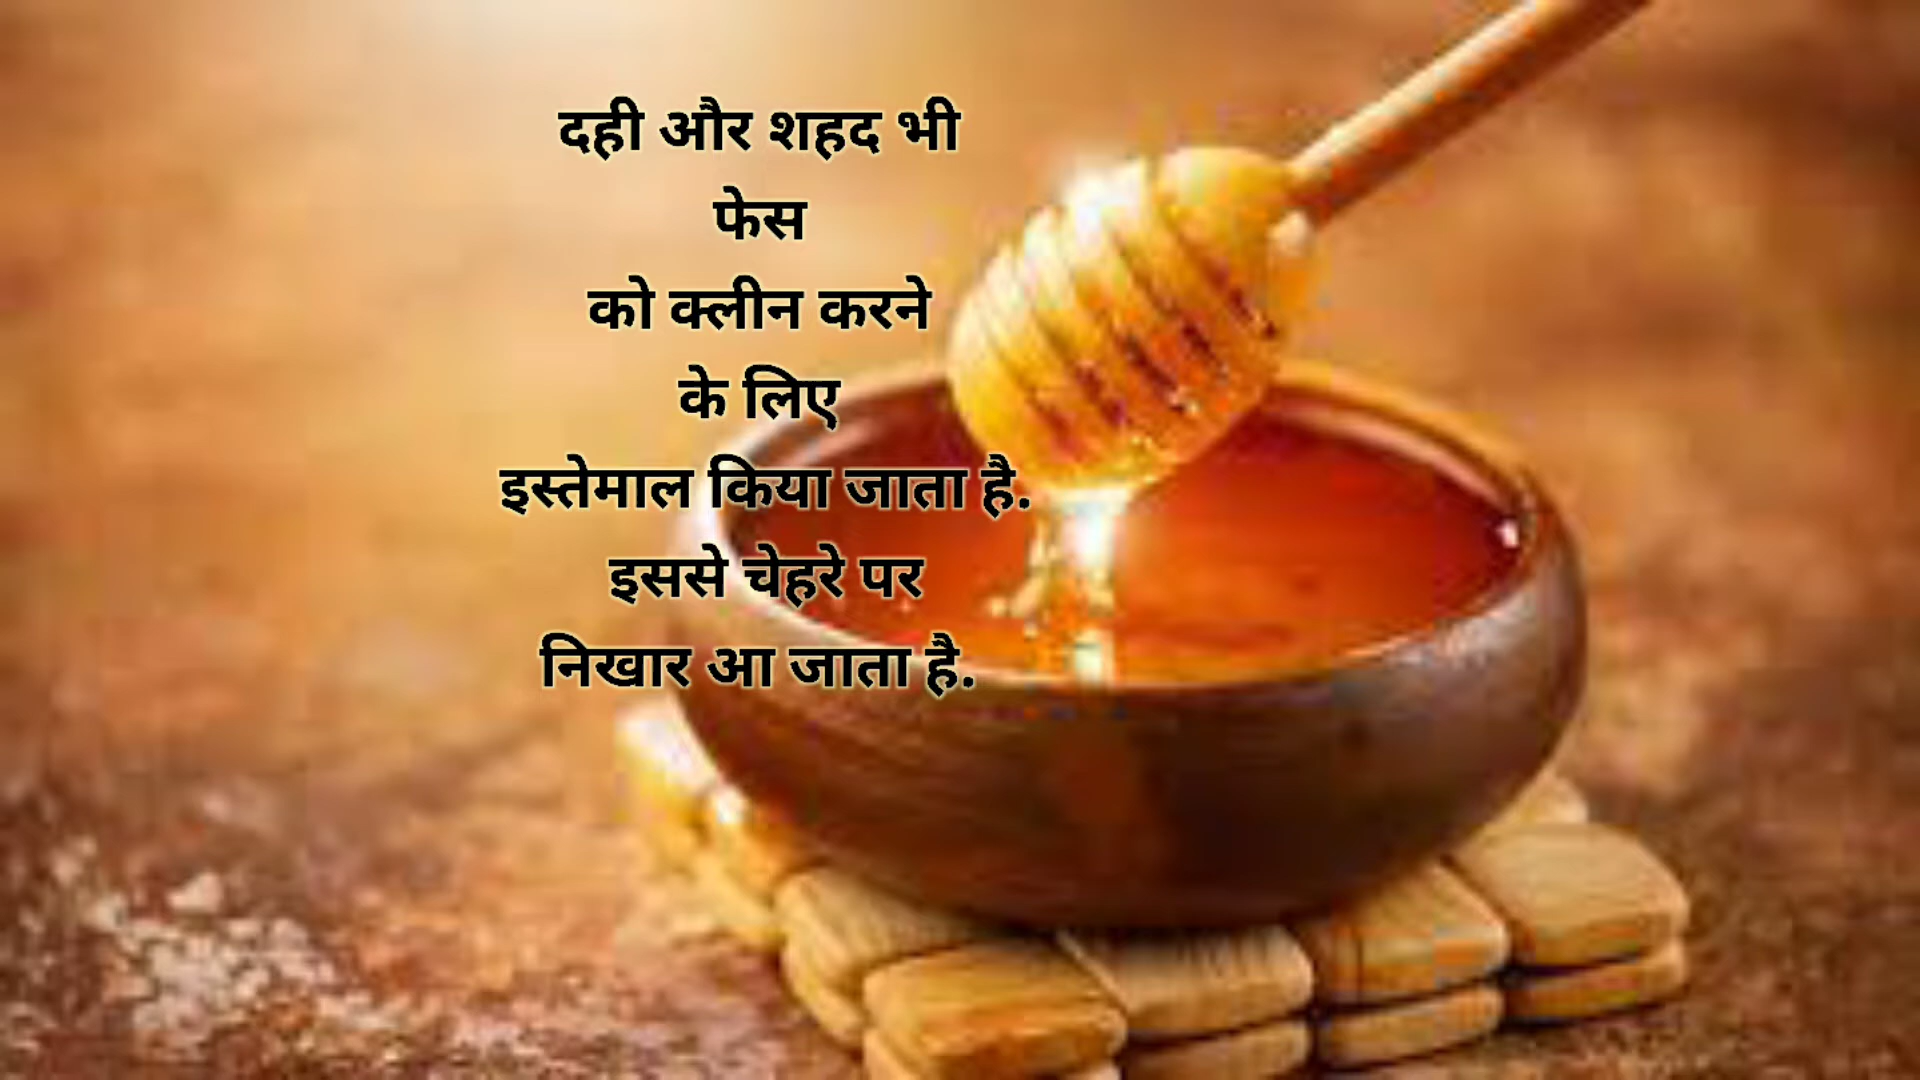 दही और शहद भी
फेस
को क्लीन करने
के लिए
इस्तेमाल किया जाता है.
इससे चेहरे पर
निखार आ जाता है.